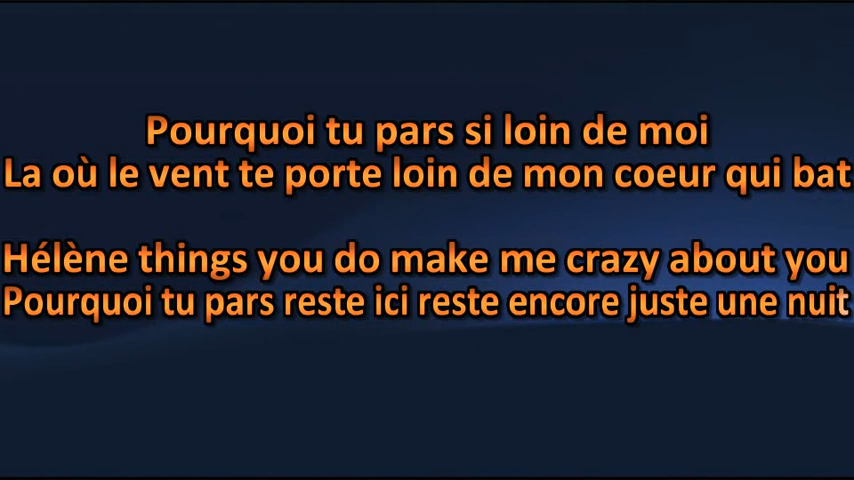 Pourquoi tu pars si loin de moi
La où le vent te porte loin de mon coeur qui bat
Hélène things you do make me crazy about you
Pourquoi tu pars reste ici reste encore juste une nuit